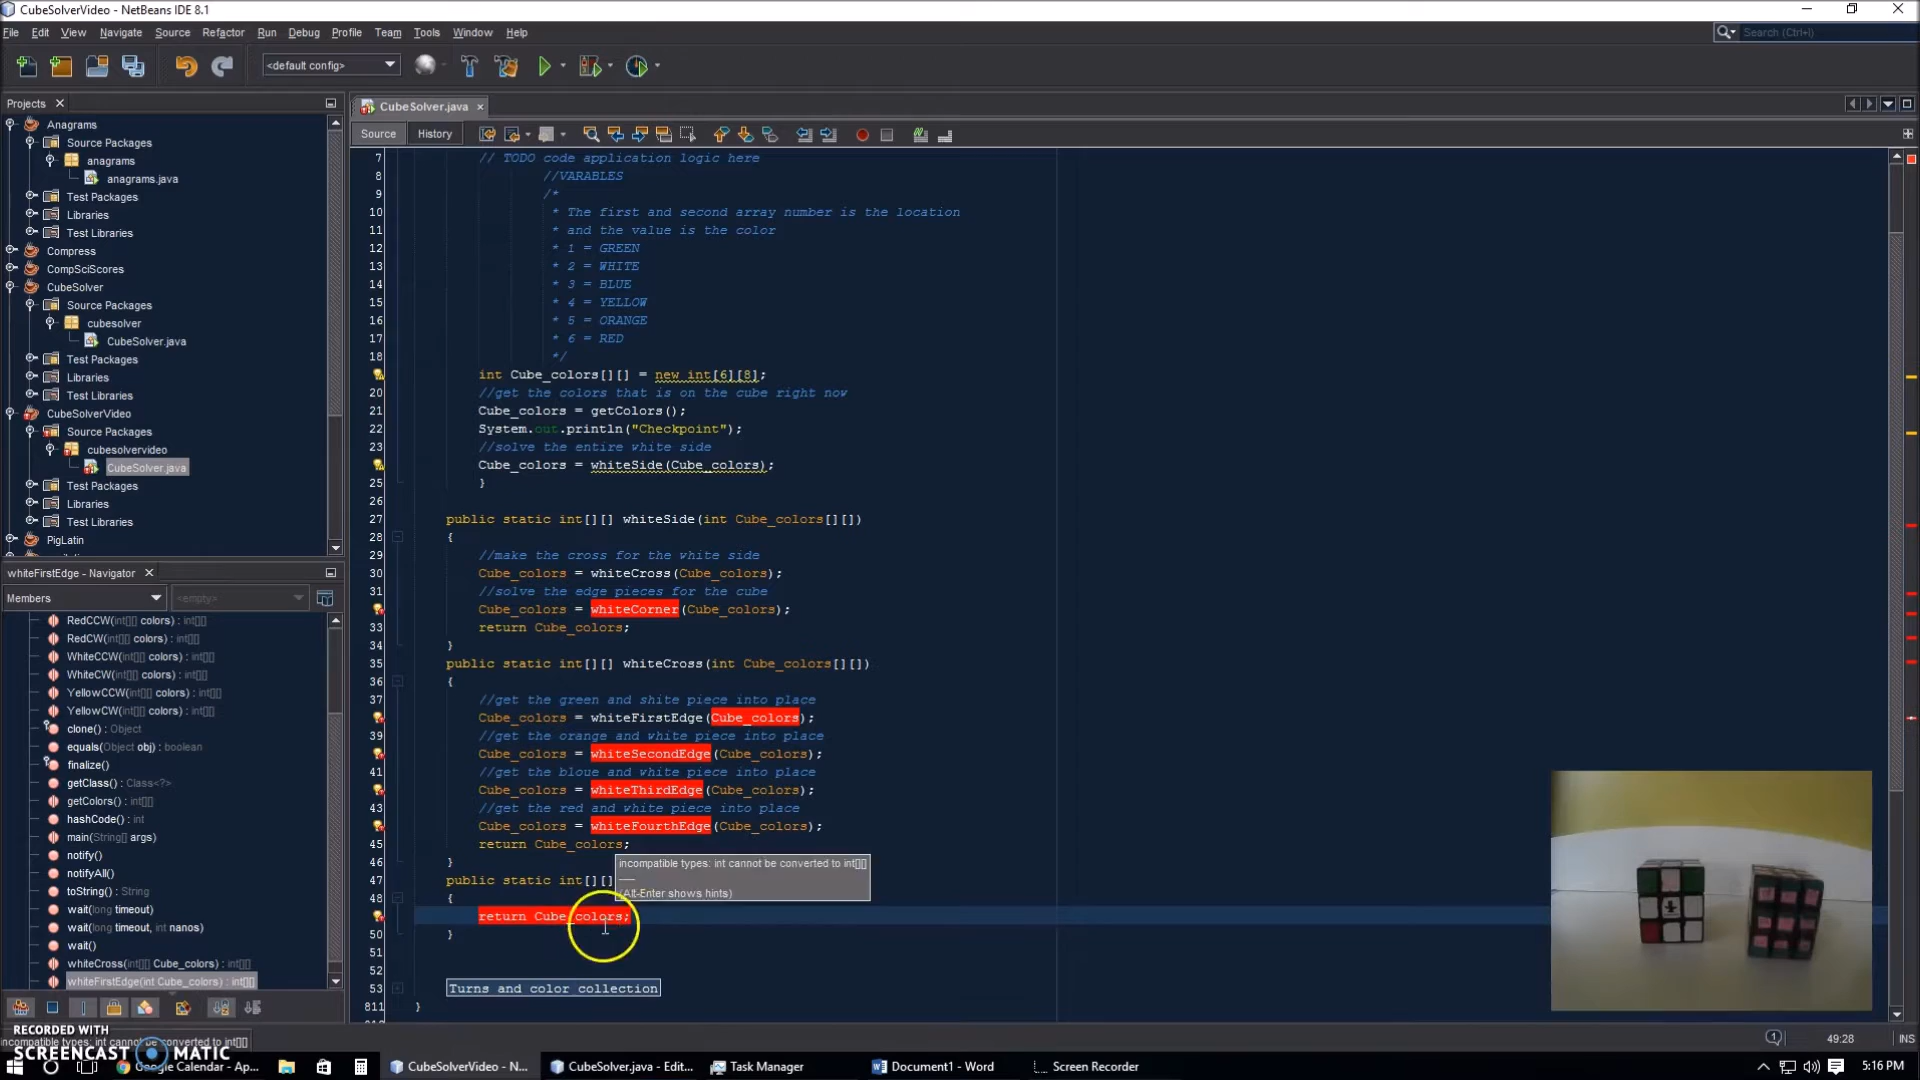 CubeSolverVideo - NetBeans IDE 8.1
File Edit View Navigate Source Refactor Run Debug Profile Team Tools Window Help
Search (Ctrl+I)
<default config>
Projects
Anagrams
Source Packages
anagrams
anagrams.java
Test Packages
Libraries
Test Libraries
Compress
CompSciScores
CubeSolver
Source Packages
cubesolver
CubeSolver.java
Test Packages
Libraries
Test Libraries
CubeSolverVideo
Source Packages
cubesolvervideo
CubeSolver.java
Test Packages
Libraries
Test Libraries
PigLatin
whiteFirstEdge - Navigator
Members
<empty>
RedCCW(int[][] colors) : int[][]
RedCW(int[][] colors) : int[][]
WhiteCCW(int[][] colors) : int[][]
WhiteCW(int[][] colors) : int[][]
YellowCCW(int[][] colors) : int[][]
YellowCW(int[][] colors) : int[][]
clone() : Object
equals(Object obj) : boolean
finalize()
getClass() : Class<?>
getColors() : int[][]
hashCode() : int
main(String[] args)
notify()
notifyAll()
toString() : String
wait(long timeout)
wait(long timeout, int nanos)
wait()
whiteCross(int[][] Cube_colors) : int[][]
whiteFirstEdge(int Cube_colors) : int[][]
CubeSolver.java
Source History
7 // TODO code application logic here
8 //VARABLES
9 /*
10 * The first and second array number is the location
11 * and the value is the color
12 * 1 = GREEN
13 * 2 = WHITE
14 * 3 = BLUE
15 * 4 = YELLOW
16 * 5 = ORANGE
17 * 6 = RED
18 */
int Cube_colors[][] = new int[6][8];
20 //get the colors that is on the cube right now
21 Cube_colors = getColors();
22 System.out.println("Checkpoint");
23 //solve the entire white side
Cube_colors = whiteSide(Cube_colors);
25 }
26
27 public static int[][] whiteSide(int Cube_colors[][])
28 {
29 //make the cross for the white side
30 Cube_colors = whiteCross(Cube_colors);
31 //solve the edge pieces for the cube
Cube_colors = whiteCorner(Cube_colors);
33 return Cube_colors;
34 }
35 public static int[][] whiteCross(int Cube_colors[][])
36 {
37 //get the green and shite piece into place
Cube_colors = whiteFirstEdge(Cube_colors);
39 //get the orange and white piece into place
Cube_colors = whiteSecondEdge(Cube_colors);
41 //get the bloue and white piece into place
Cube_colors = whiteThirdEdge(Cube_colors);
43 //get the red and white piece into place
Cube_colors = whiteFourthEdge(Cube_colors);
45 return Cube_colors;
46 }
47 public static int[][]
48 {
return Cube_colors;
50 }
51
52
53 Turns and color collection
811 }
incompatible types: int cannot be converted to int[][]
----
(Alt-Enter shows hints)
incompatible types: int cannot be converted to int[][]
1
49:28
INS
RECORDED WITH
SCREENCAST MATIC
Google Calendar - Ap...
CubeSolverVideo - N...
CubeSolver.java - Edit...
Task Manager
Document1 - Word
Screen Recorder
5:16 PM